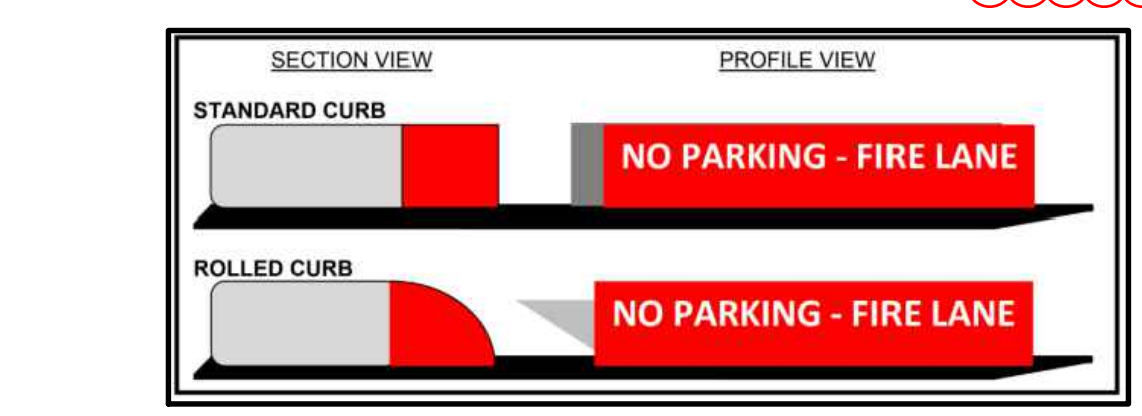 SECTION VIEW
PROFILE VIEW
STANDARD CURB
NO PARKING - FIRE LANE
ROLLED CURB
NO PARKING - FIRE LANE